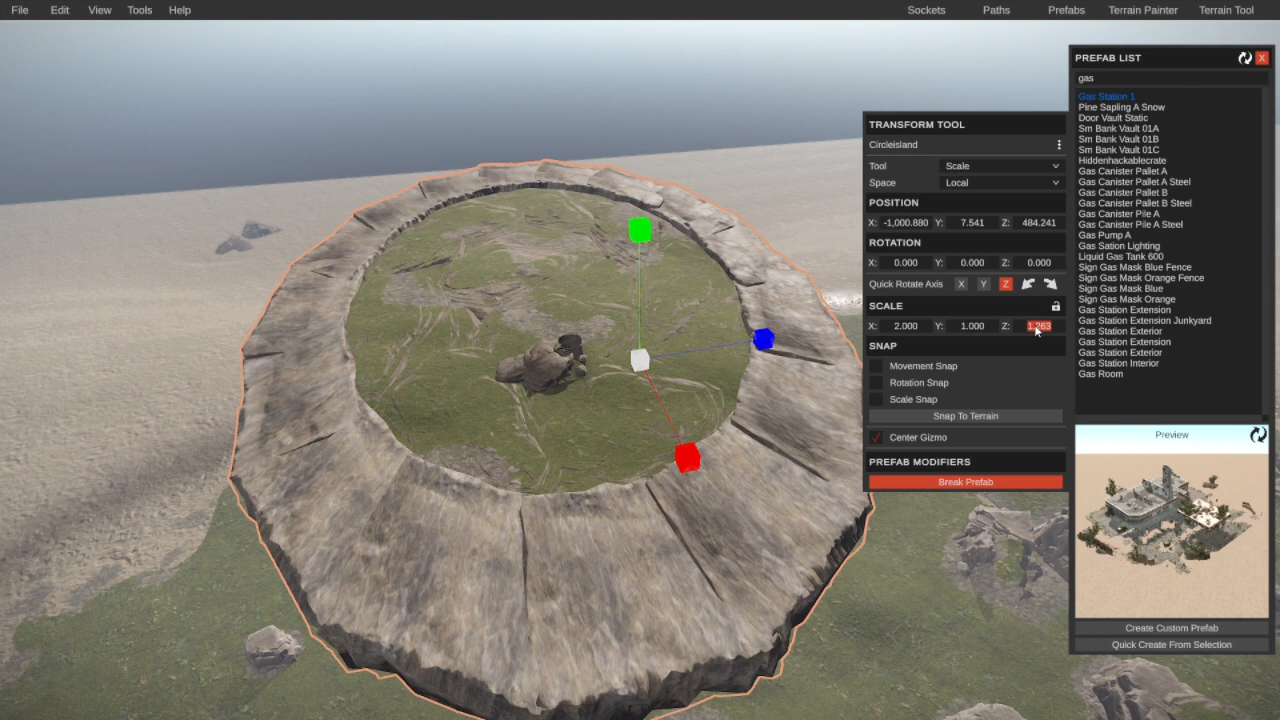 File Edit View Tools Help Sockets Paths Prefabs Terrain Painter Terrain Tool
TRANSFORM TOOL
Circleisland
Tool Scale
Space Local
POSITION
X: -1,000.880 Y: 7.541 Z: 484.241
ROTATION
X: 0.000 Y: 0.000 Z: 0.000
Quick Rotate Axis X Y Z
SCALE
X: 2.000 Y: 1.000 Z: 1.263
SNAP
Movement Snap
Rotation Snap
Scale Snap
Snap To Terrain
Center Gizmo
PREFAB MODIFIERS
Break Prefab
PREFAB LIST X
gas
Gas Station 1
Pine Sapling A Snow
Door Vault Static
Sm Bank Vault 01A
Sm Bank Vault 01B
Sm Bank Vault 01C
Hiddenhackablecrate
Gas Canister Pallet A
Gas Canister Pallet A Steel
Gas Canister Pallet B
Gas Canister Pallet B Steel
Gas Canister Pile A
Gas Canister Pile A Steel
Gas Pump A
Gas Sation Lighting
Liquid Gas Tank 600
Sign Gas Mask Blue Fence
Sign Gas Mask Orange Fence
Sign Gas Mask Blue
Sign Gas Mask Orange
Gas Station Extension
Gas Station Extension Junkyard
Gas Station Exterior
Gas Station Extension
Gas Station Exterior
Gas Station Interior
Gas Room
Preview
Create Custom Prefab
Quick Create From Selection